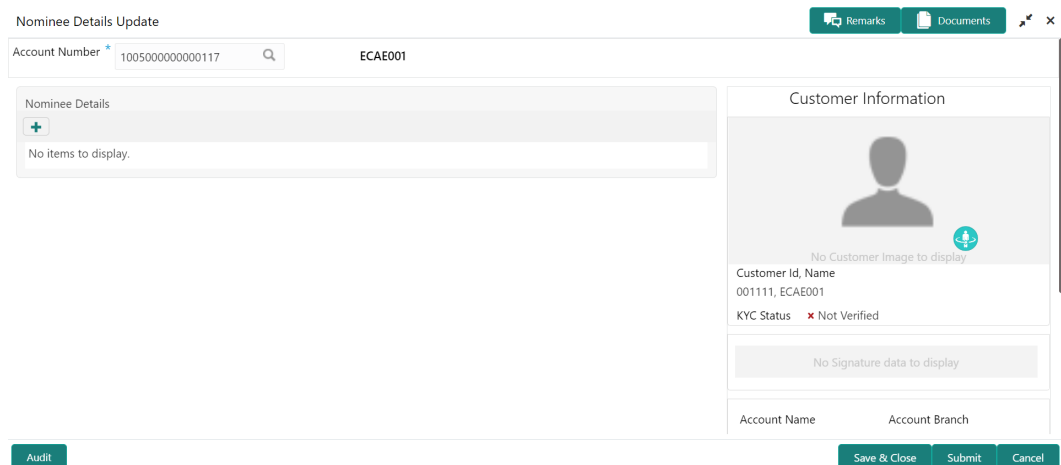 Nominee Details Update
Remarks
Documents
Account Number *
1005000000000117
ECAE001
Nominee Details
No items to display.
Customer Information
No Customer Image to display
Customer Id, Name
001111, ECAE001
KYC Status × Not Verified
No Signature data to display
Account Name Account Branch
Audit
Save & Close
Submit
Cancel